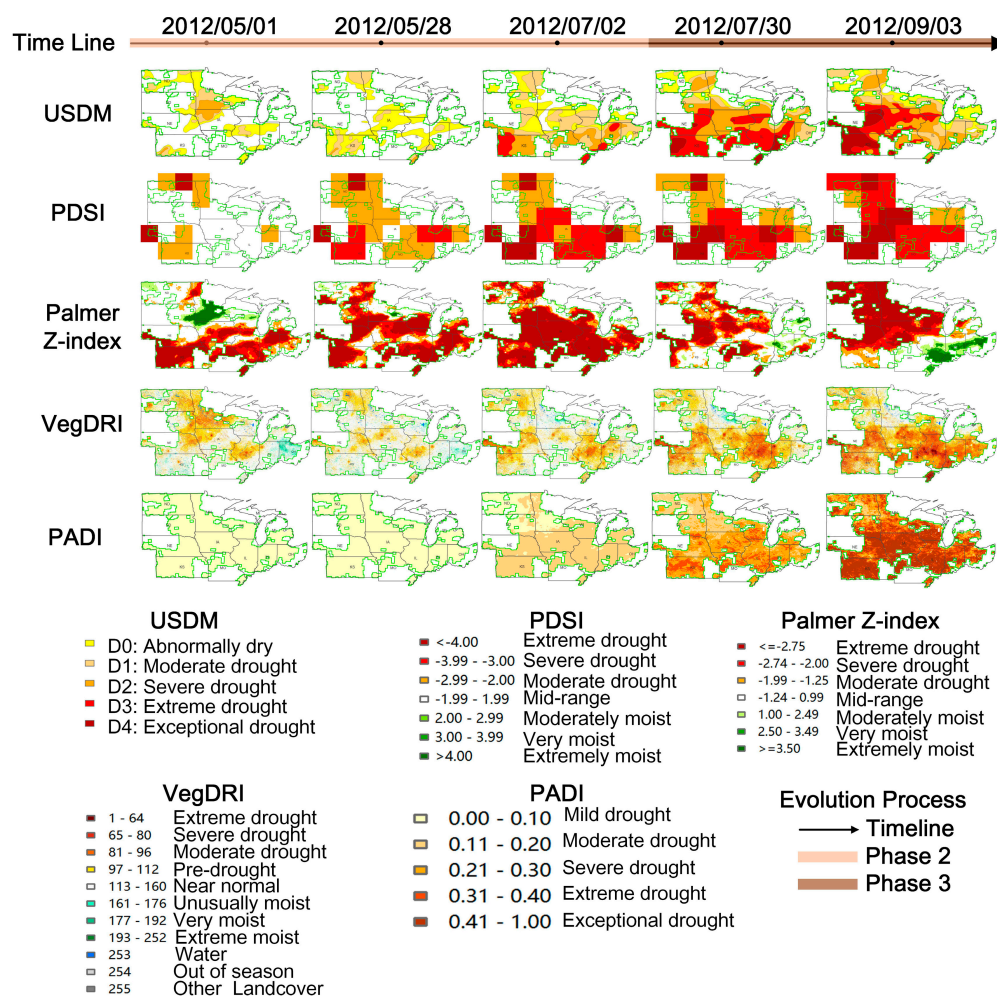 2012/05/01 2012/05/28 2012/07/02 2012/07/30 2012/09/03
Time Line
USDM
PDSI
Palmer
Z-index
VegDRI
PADI
USDM
D0: Abnormally dry
D1: Moderate drought
D2: Severe drought
D3: Extreme drought
D4: Exceptional drought
PDSI
<-4.00 Extreme drought
-3.99 - -3.00 Severe drought
-2.99 - -2.00 Moderate drought
-1.99 - 1.99 Mid-range
2.00 - 2.99 Moderately moist
3.00 - 3.99 Very moist
>4.00 Extremely moist
Palmer Z-index
<=-2.75 Extreme drought
-2.74 - -2.00 Severe drought
-1.99 - -1.25 Moderate drought
-1.24 - 0.99 Mid-range
1.00 - 2.49 Moderately moist
2.50 - 3.49 Very moist
>=3.50 Extremely moist
VegDRI
1 - 64 Extreme drought
65 - 80 Severe drought
81 - 96 Moderate drought
97 - 112 Pre-drought
113 - 160 Near normal
161 - 176 Unusually moist
177 - 192 Very moist
193 - 252 Extreme moist
253 Water
254 Out of season
255 Other Landcover
PADI
0.00 - 0.10 Mild drought
0.11 - 0.20 Moderate drought
0.21 - 0.30 Severe drought
0.31 - 0.40 Extreme drought
0.41 - 1.00 Exceptional drought
Evolution Process
Timeline
Phase 2
Phase 3